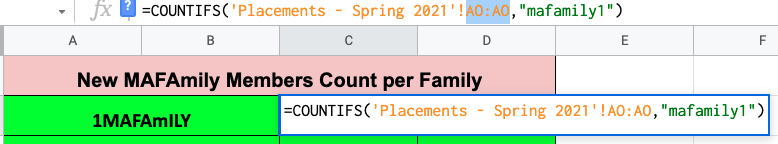 fx ? =COUNTIFS('Placements - Spring 2021'!AO:AO,"mafamily1")
A B C D E F
New MAFAmily Members Count per Family
1MAFAmILY =COUNTIFS('Placements - Spring 2021'!AO:AO,"mafamily1")